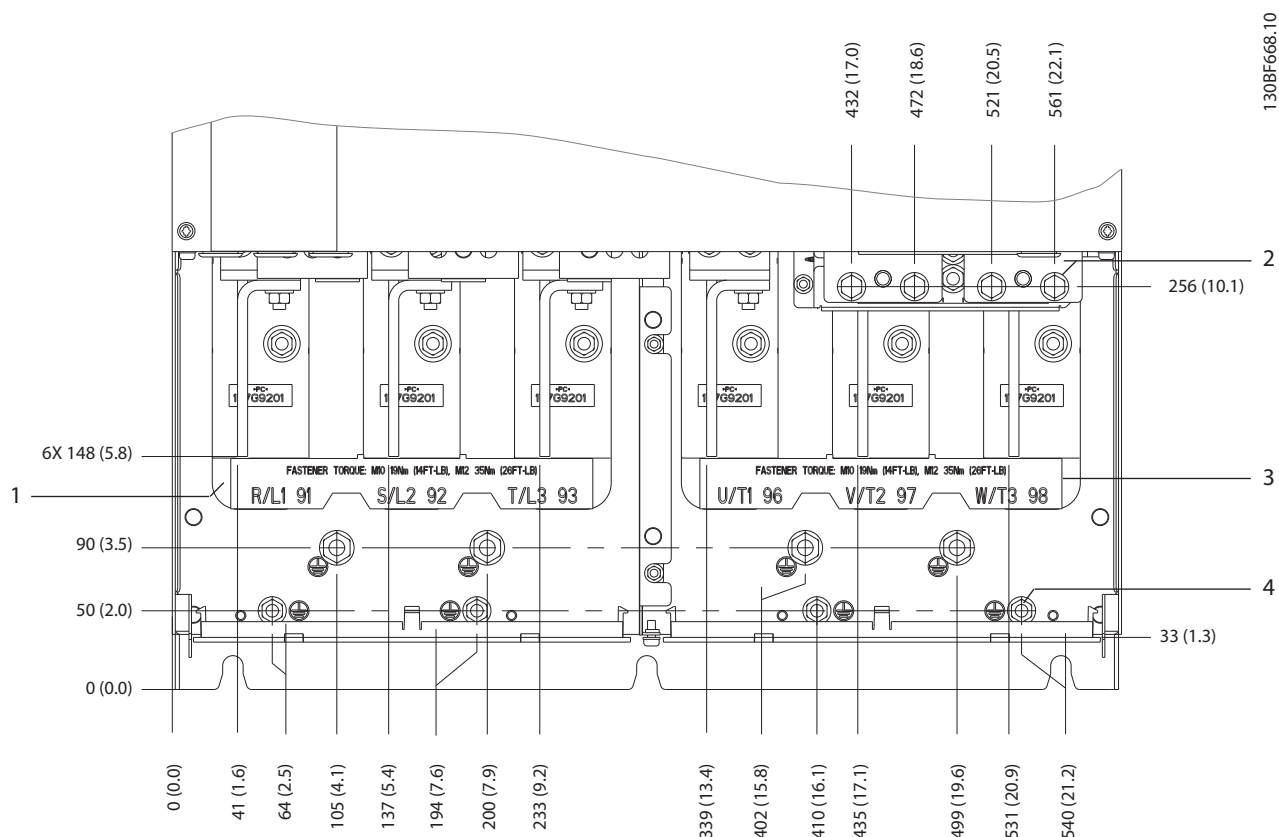 130BF668.10
432 (17.0)
472 (18.6)
521 (20.5)
561 (22.1)
2
256 (10.1)
•PC•
•PC•
•PC•
•PC•
•PC•
•PC•
6X 148 (5.8)
FASTENER TORQUE: M10 19Nm (14FT-LB), M12 35Nm (26FT-LB)
FASTENER TORQUE: M10 19Nm (14FT-LB), M12 35Nm (26FT-LB)
1
R/L1 91 S/L2 92 T/L3 93
U/T1 96 V/T2 97 W/T3 98
3
90 (3.5)
50 (2.0)
4
33 (1.3)
0 (0.0)
0 (0.0)
41 (1.6)
64 (2.5)
105 (4.1)
137 (5.4)
194 (7.6)
200 (7.9)
233 (9.2)
339 (13.4)
402 (15.8)
410 (16.1)
435 (17.1)
499 (19.6)
531 (20.9)
540 (21.2)